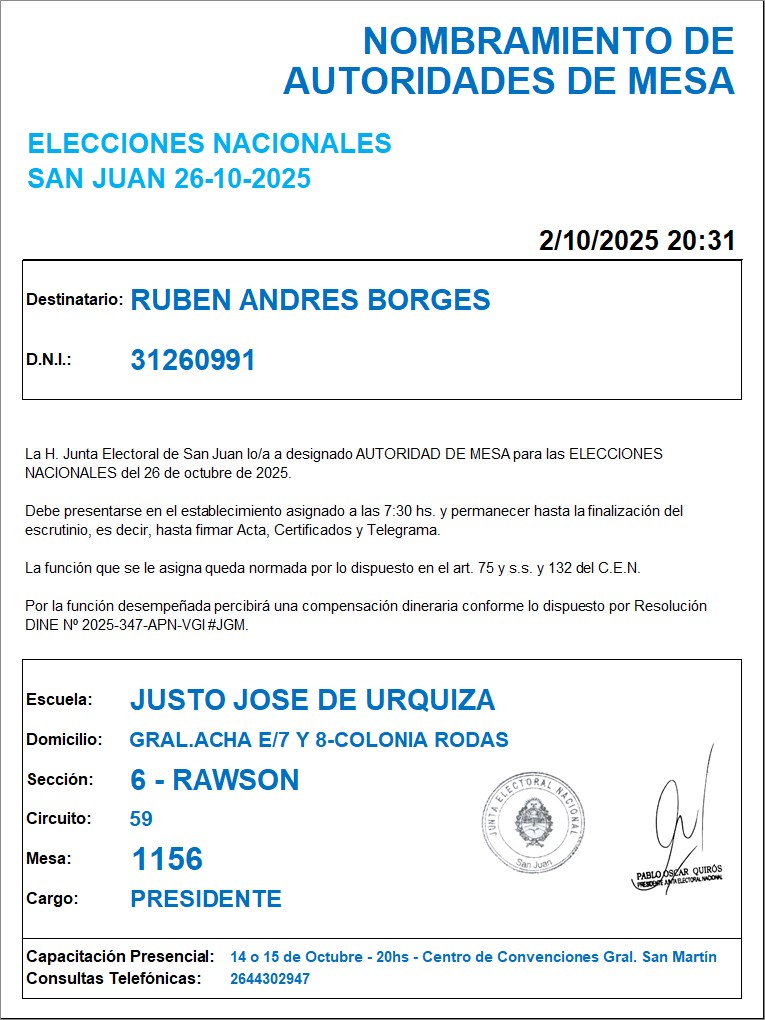 NOMBRAMIENTO DE
AUTORIDADES DE MESA
ELECCIONES NACIONALES
SAN JUAN 26-10-2025
2/10/2025 20:31
Destinatario: RUBEN ANDRES BORGES
D.N.I.: 31260991
La H. Junta Electoral de San Juan lo/a a designado AUTORIDAD DE MESA para las ELECCIONES
NACIONALES del 26 de octubre de 2025.
Debe presentarse en el establecimiento asignado a las 7:30 hs. y permanecer hasta la finalización del
escrutinio, es decir, hasta firmar Acta, Certificados y Telegrama.
La función que se le asigna queda normada por lo dispuesto en el art. 75 y s.s. y 132 del C.E.N.
Por la función desempeñada percibirá una compensación dineraria conforme lo dispuesto por Resolución
DINE Nº 2025-347-APN-VGI#JGM.
Escuela: JUSTO JOSE DE URQUIZA
Domicilio: GRAL.ACHA E/7 Y 8-COLONIA RODAS
Sección: 6 - RAWSON
Circuito: 59
Mesa: 1156
Cargo: PRESIDENTE
JUNTA ELECTORAL NACIONAL
San Juan
PABLO OSCAR QUIRÓS
PRESIDENTE JUNTA ELECTORAL NACIONAL
Capacitación Presencial: 14 o 15 de Octubre - 20hs - Centro de Convenciones Gral. San Martín
Consultas Telefónicas: 2644302947